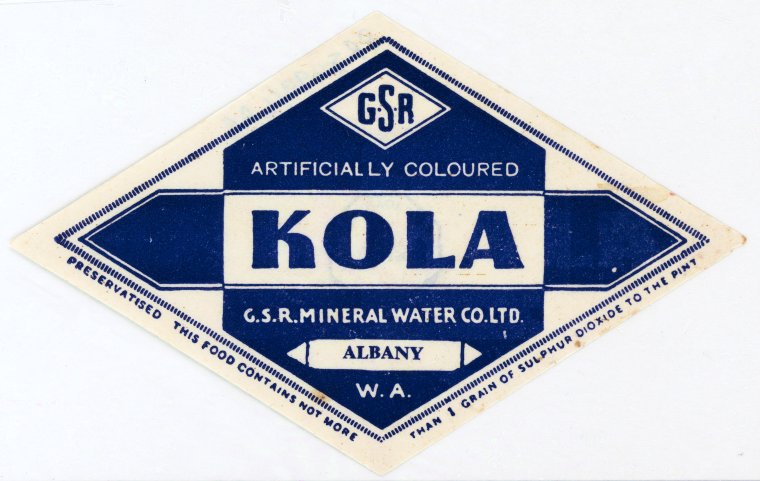 G.S.R
ARTIFICIALLY COLOURED
KOLA
G.S.R. MINERAL WATER CO. LTD.
ALBANY
W. A.
PRESERVATISED THIS FOOD CONTAINS NOT MORE
THAN 1 GRAIN OF SULPHUR DIOXIDE TO THE PINT